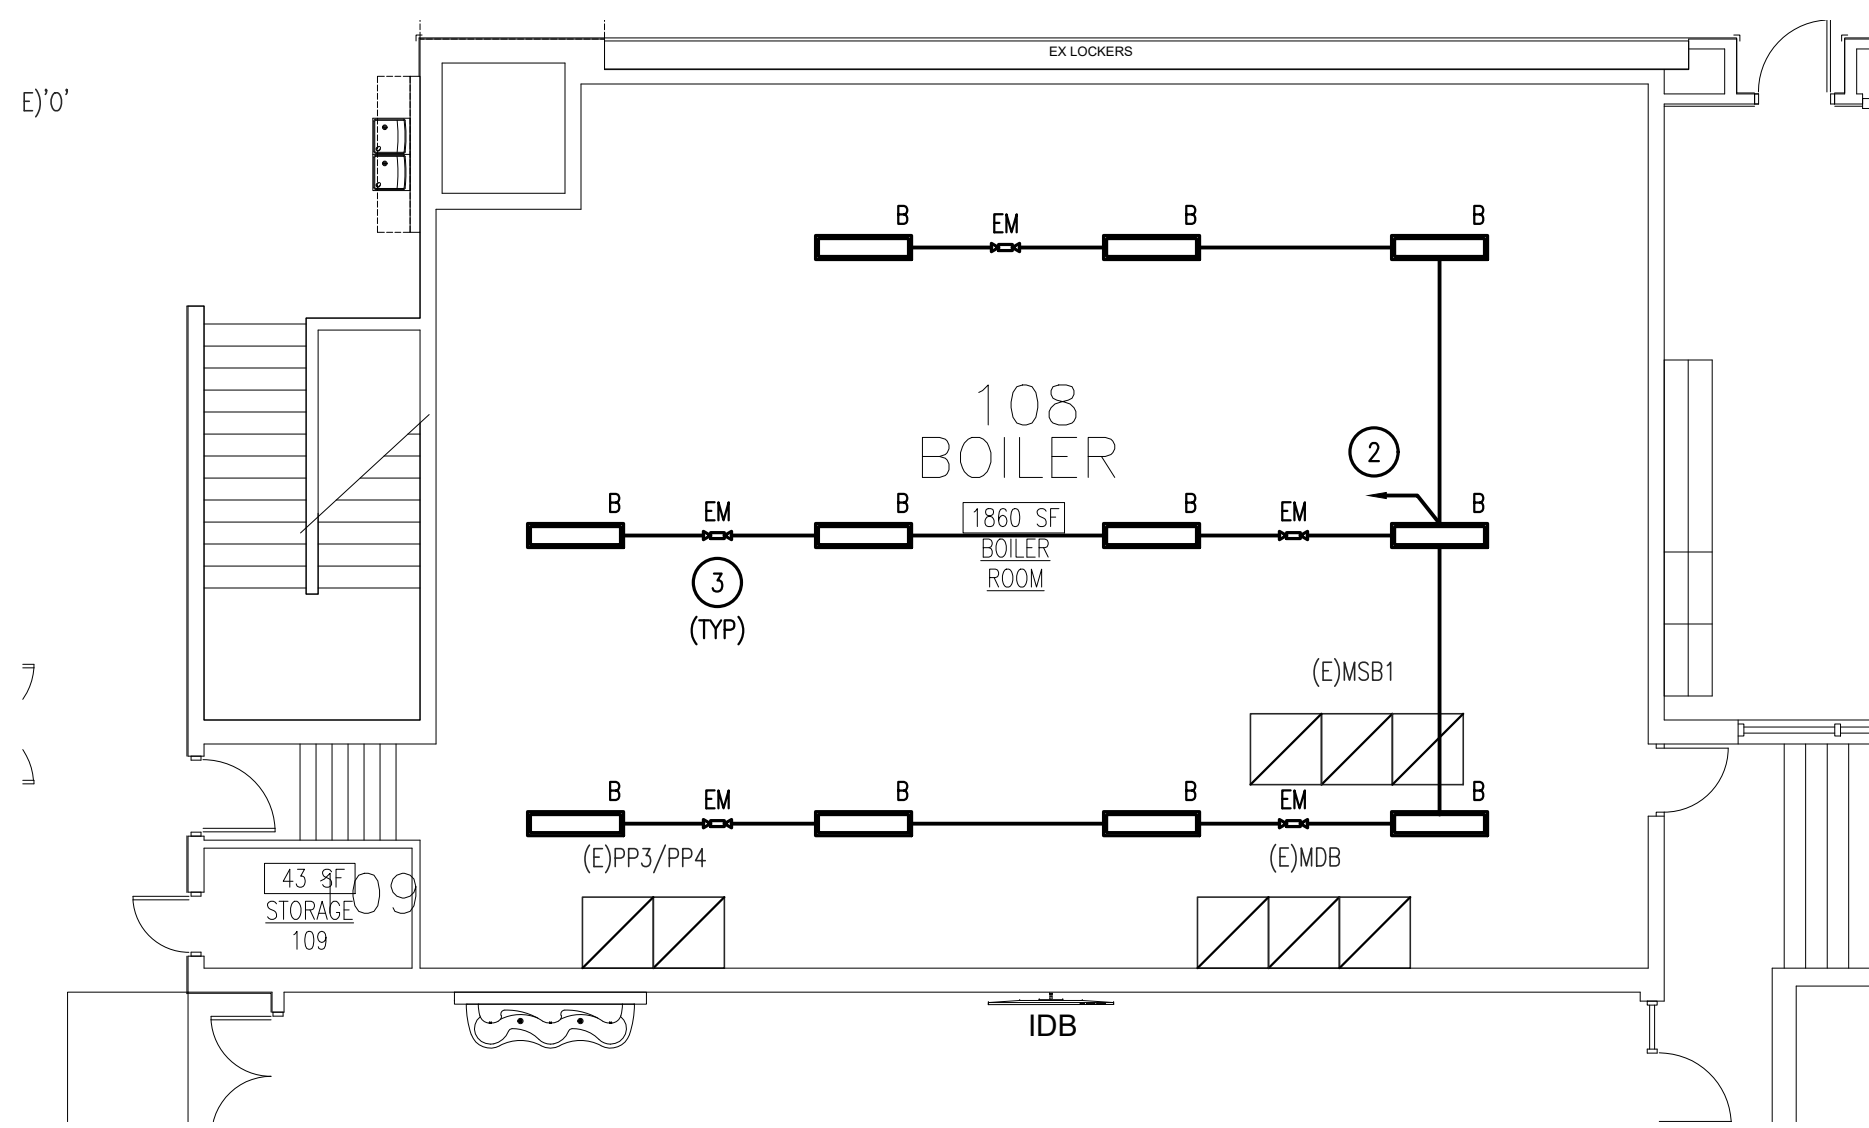 EX LOCKERS
E)'0'
B
EM
B
B
108
BOILER
2
B
EM
B
1860 SF
B
EM
B
BOILER
ROOM
3
(TYP)
(E)MSB1
B
EM
B
B
EM
B
(E)PP3/PP4
(E)MDB
43 SF
109
STORAGE
109
IDB